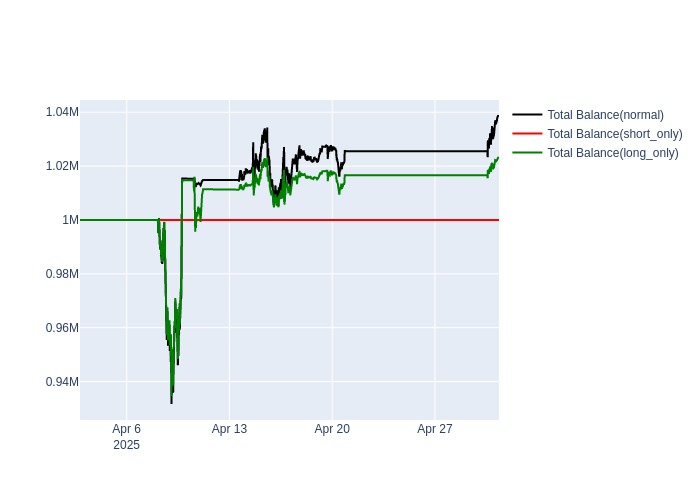 1.04M
1.02M
1M
0.98M
0.96M
0.94M
Apr 6
2025
Apr 13
Apr 20
Apr 27
Total Balance(normal)
Total Balance(short_only)
Total Balance(long_only)